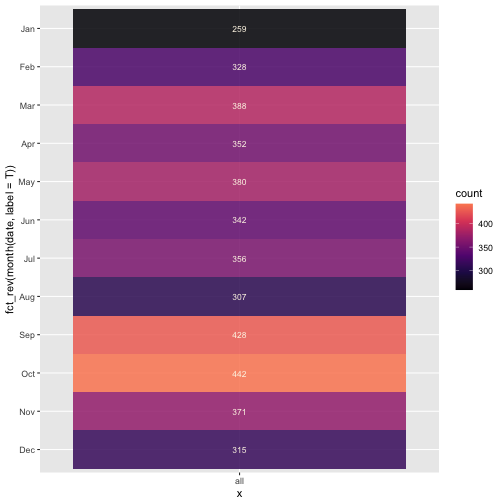 Jan 259
Feb 328
Mar 388
Apr 352
May 380
Jun 342
Jul 356
Aug 307
Sep 428
Oct 442
Nov 371
Dec 315
all
x
fct_rev(month(date, label = T))
count
400
350
300